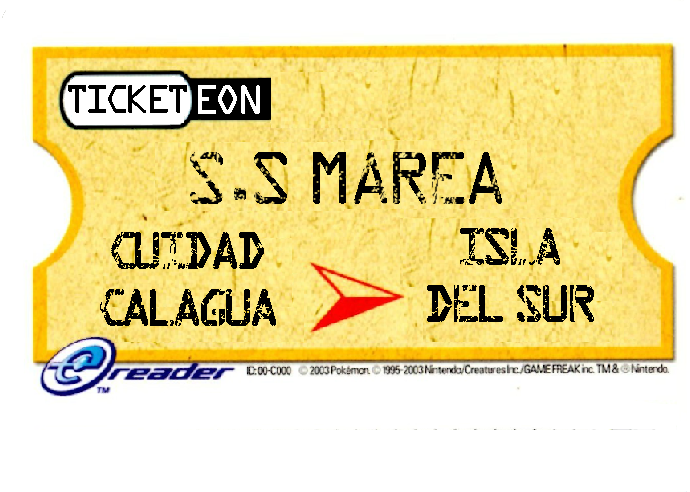 TICKET EON
S.S MAREA
CUIDAD
CALAGUA
ISLA
DEL SUR
e reader
TM
ID:00-C000 © 2003 Pokémon. © 1995-2003 Nintendo/Creatures Inc./GAME FREAK inc. TM & ® Nintendo.